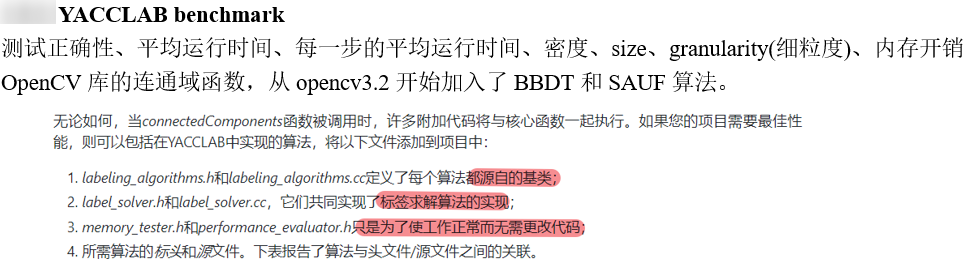 YACCLAB benchmark
测试正确性、平均运行时间、每一步的平均运行时间、密度、size、granularity(细粒度)、内存开销
OpenCV 库的连通域函数，从 opencv3.2 开始加入了 BBDT 和 SAUF 算法。
无论如何，当connectedComponents函数被调用时，许多附加代码将与核心函数一起执行。如果您的项目需要最佳性
能，则可以包括在YACCLAB中实现的算法，将以下文件添加到项目中：
1. labeling_algorithms.h和labeling_algorithms.cc定义了每个算法都源自的基类；
2. label_solver.h和label_solver.cc，它们共同实现了标签求解算法的实现；
3. memory_tester.h和performance_evaluator.h只是为了使工作正常而无需更改代码；
4. 所需算法的标头和源文件。下表报告了算法与头文件/源文件之间的关联。